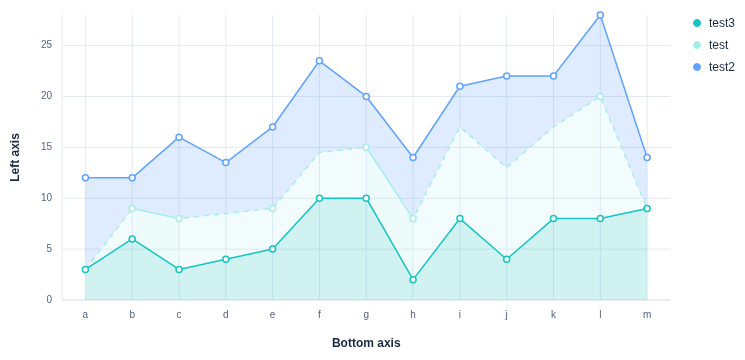 test3
test
test2
25
20
15
10
5
0
Left axis
a b c d e f g h i j k l m
Bottom axis